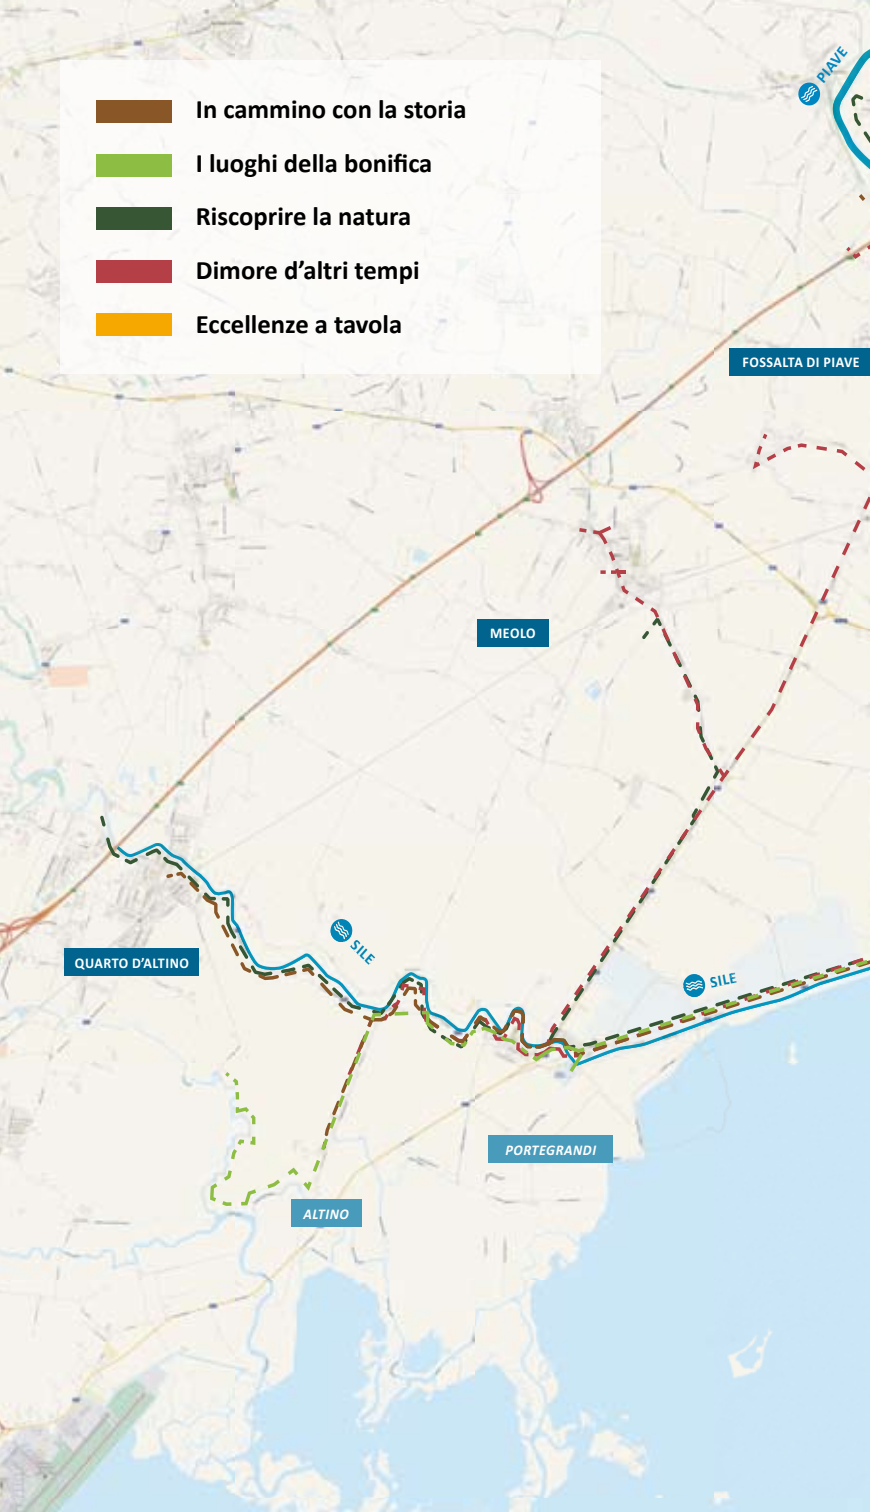 In cammino con la storia
I luoghi della bonifica
Riscoprire la natura
Dimore d’altri tempi
Eccellenze a tavola
PIAVE
FOSSALTA DI PIAVE
MEOLO
QUARTO D’ALTINO
SILE
SILE
PORTEGRANDI
ALTINO